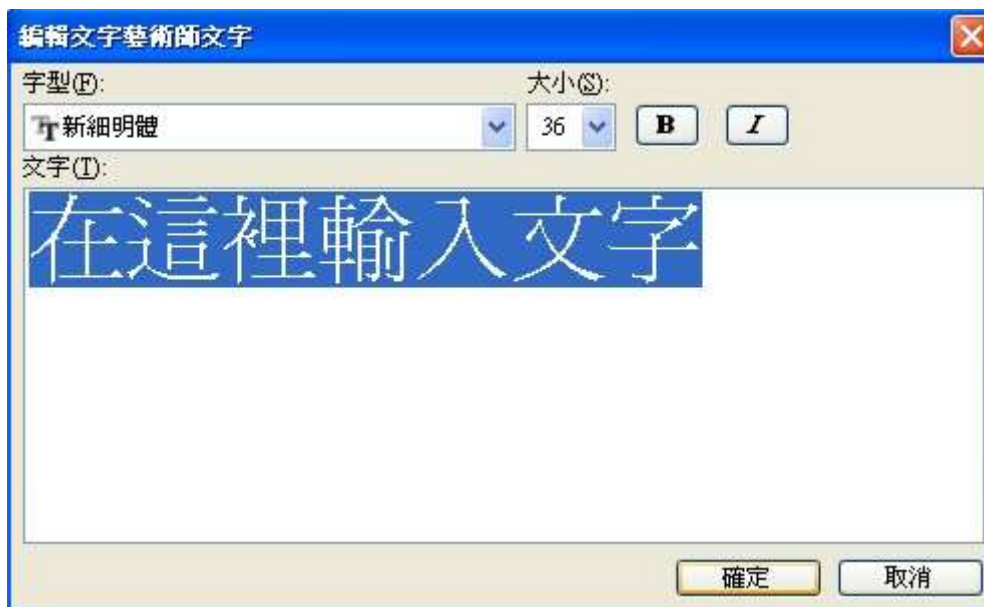 編輯文字藝術師文字
字型(F): 大小(S):
新細明體 36 B I
文字(T):
在這裡輸入文字
確定 取消